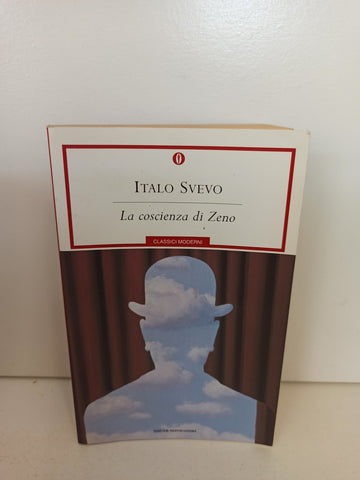 ITALO SVEVO
La coscienza di Zeno
CLASSICI MODERNI